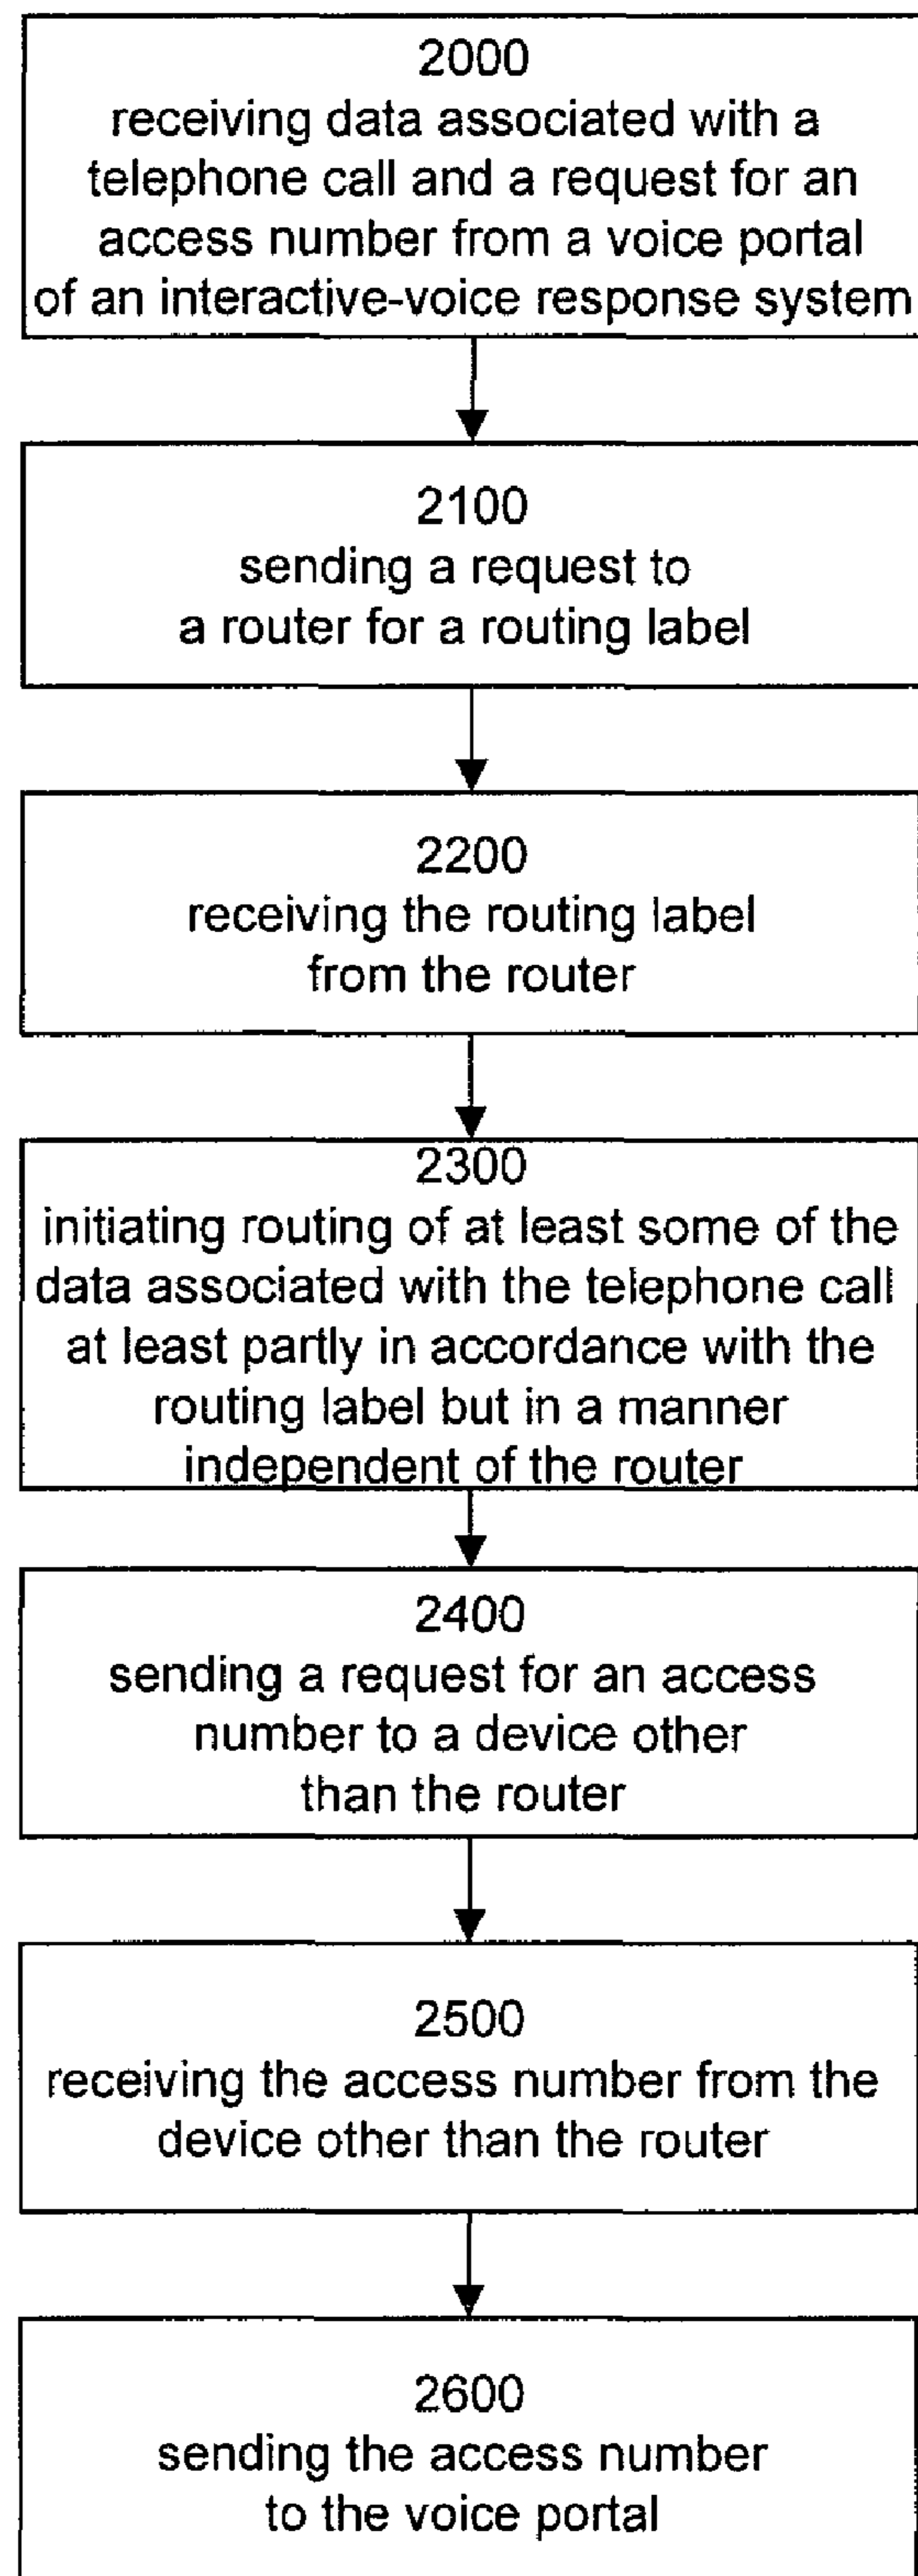 2000
receiving data associated with a
telephone call and a request for an
access number from a voice portal
of an interactive-voice response system
2100
sending a request to
a router for a routing label
2200
receiving the routing label
from the router
2300
initiating routing of at least some of the
data associated with the telephone call
at least partly in accordance with the
routing label but in a manner
independent of the router
2400
sending a request for an access
number to a device other
than the router
2500
receiving the access number from the
device other than the router
2600
sending the access number
to the voice portal